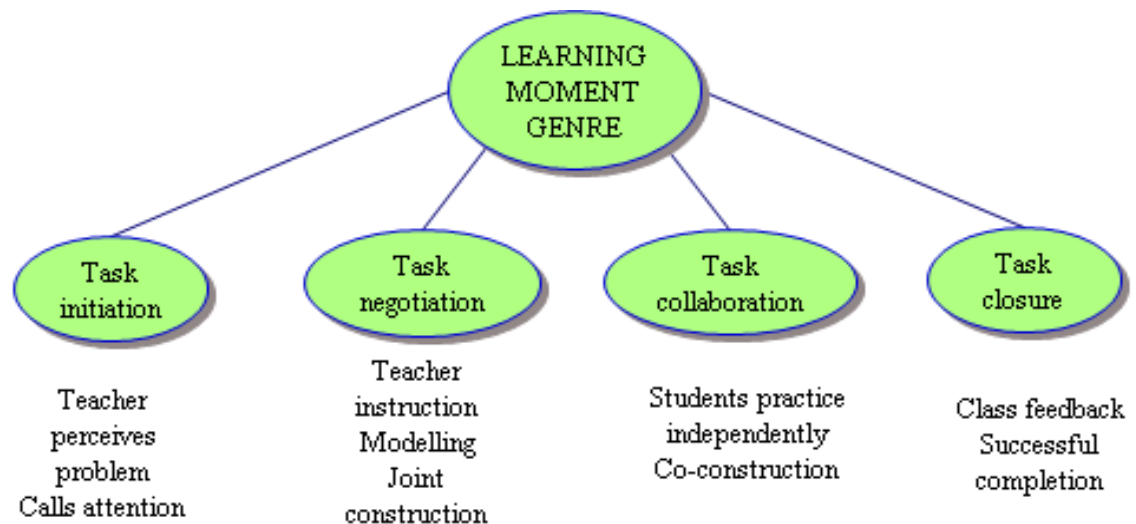 LEARNING
MOMENT
GENRE
Task
initiation
Task
negotiation
Task
collaboration
Task
closure
Teacher
perceives
problem
Calls attention
Teacher
instruction
Modelling
Joint
construction
Students practice
independently
Co-construction
Class feedback
Successful
completion